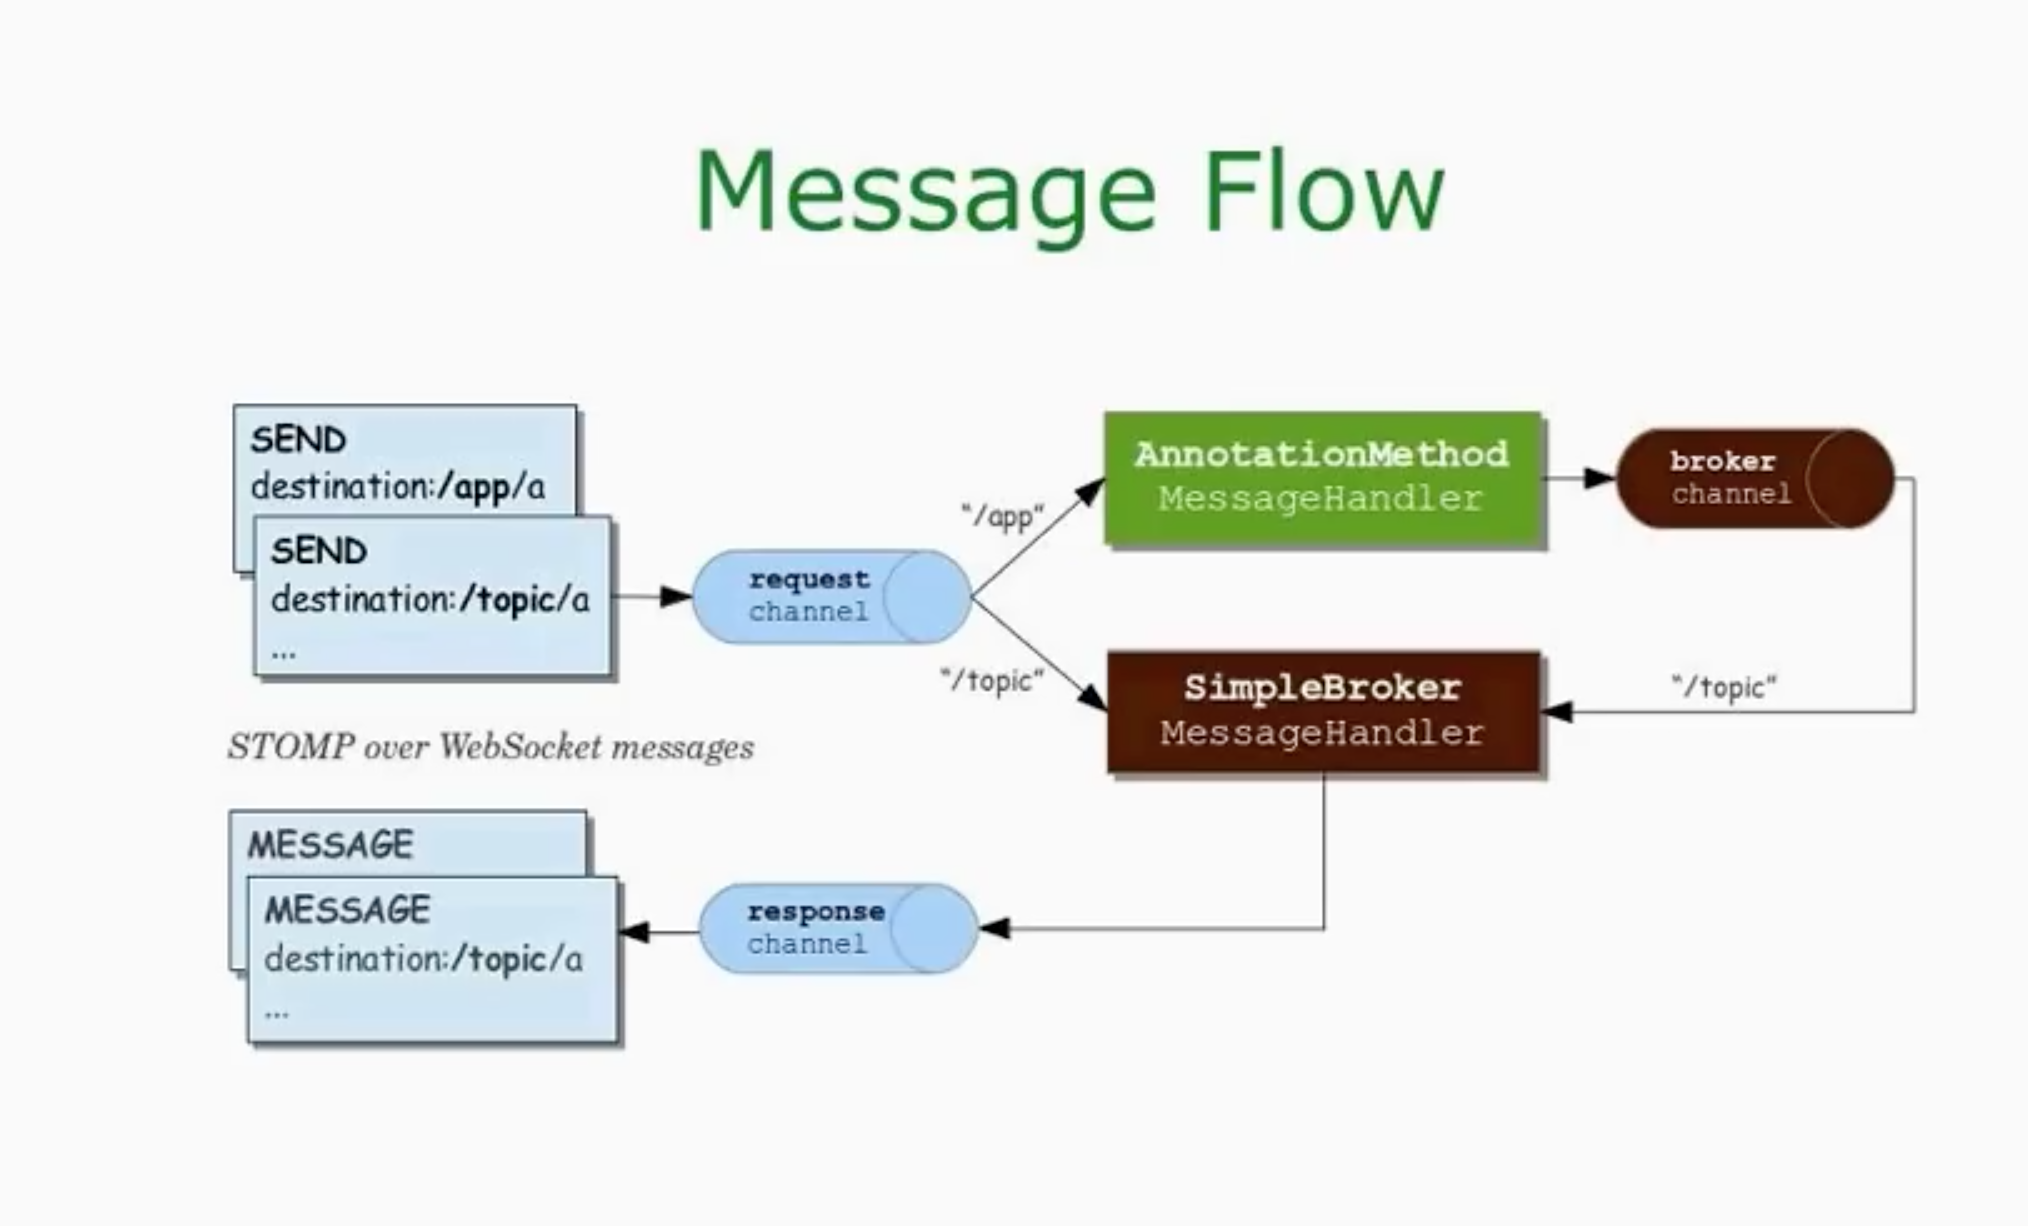 Message Flow
SEND
destination:/app/a
SEND
destination:/topic/a
...
request
channel
"/app"
"/topic"
AnnotationMethod
MessageHandler
broker
channel
SimpleBroker
MessageHandler
"/topic"
STOMP over WebSocket messages
MESSAGE
MESSAGE
destination:/topic/a
...
response
channel